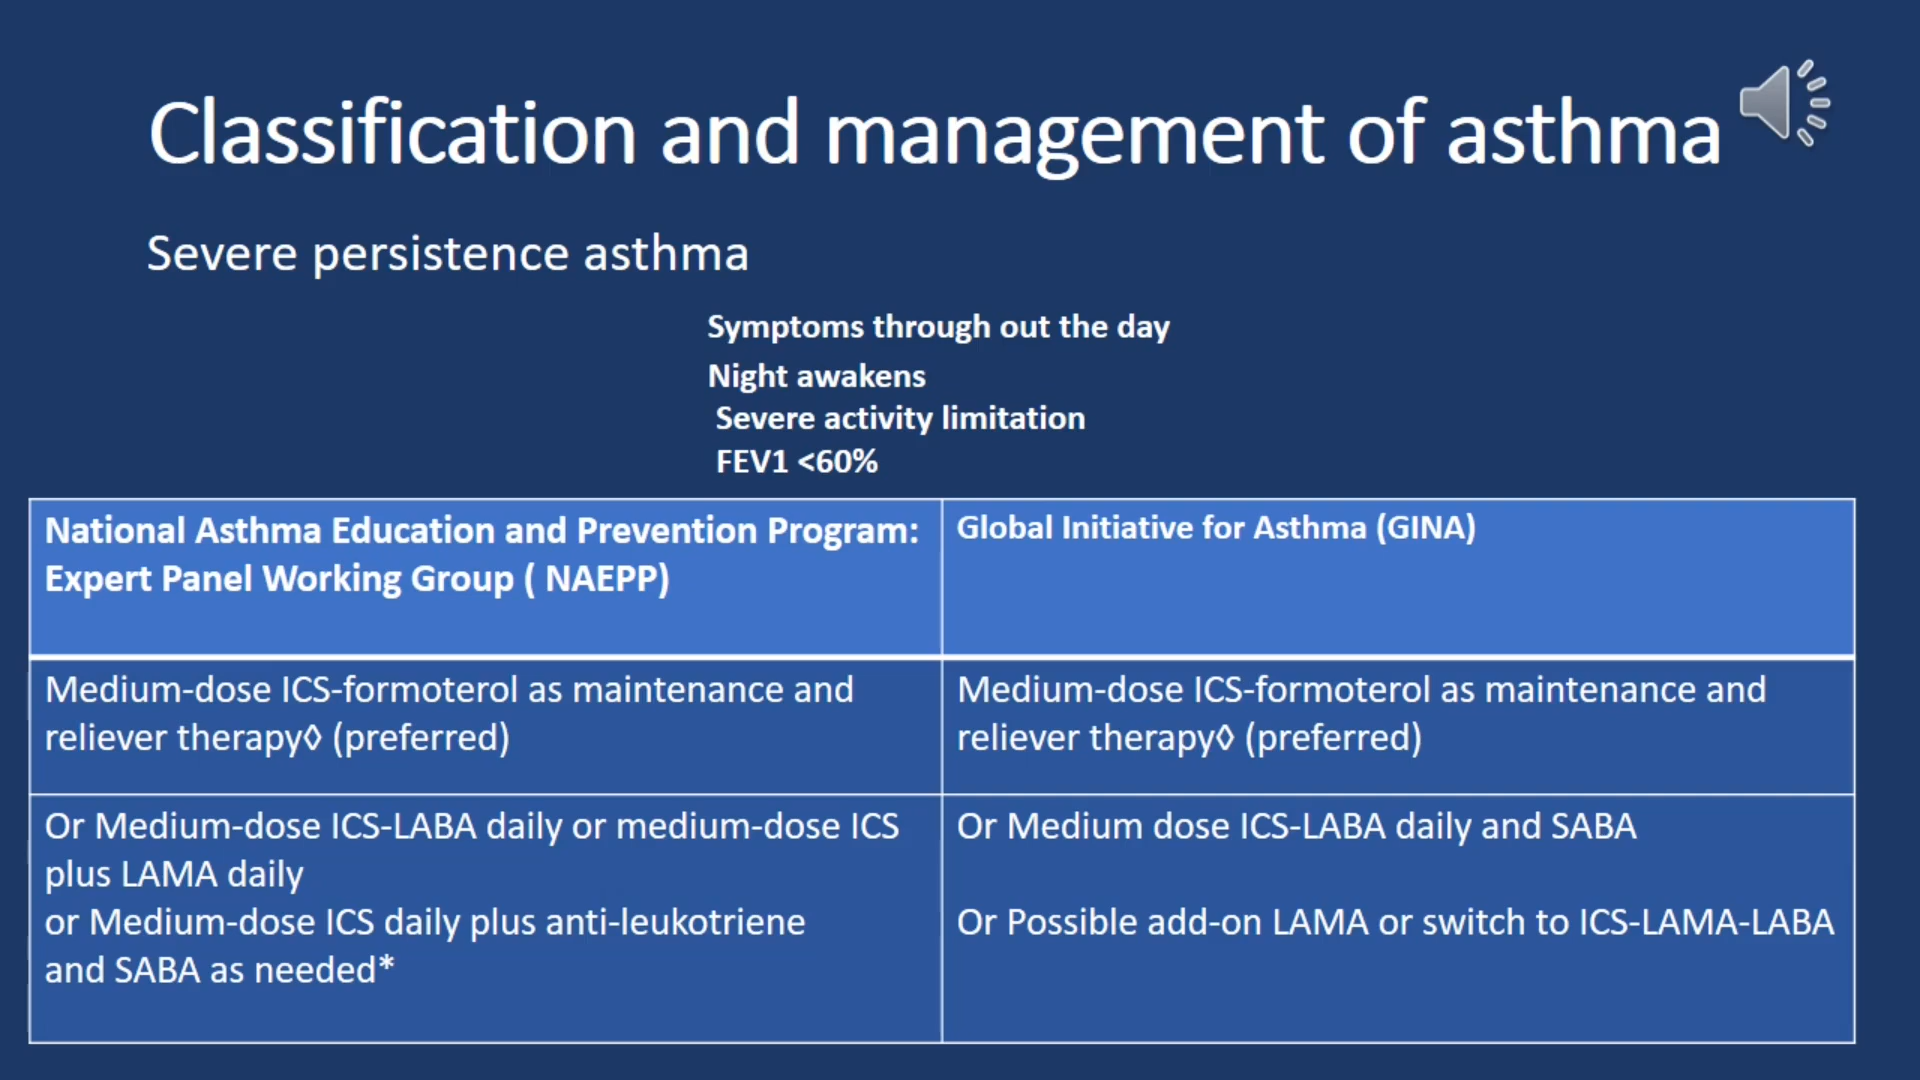 Classification and management of asthma
Severe persistence asthma
Symptoms through out the day
Night awakens
Severe activity limitation
FEV1 <60%
National Asthma Education and Prevention Program:
Expert Panel Working Group ( NAEPP)
Global Initiative for Asthma (GINA)
Medium-dose ICS-formoterol as maintenance and
reliever therapy◊ (preferred)
Medium-dose ICS-formoterol as maintenance and
reliever therapy◊ (preferred)
Or Medium-dose ICS-LABA daily or medium-dose ICS
plus LAMA daily
or Medium-dose ICS daily plus anti-leukotriene
and SABA as needed*
Or Medium dose ICS-LABA daily and SABA
Or Possible add-on LAMA or switch to ICS-LAMA-LABA